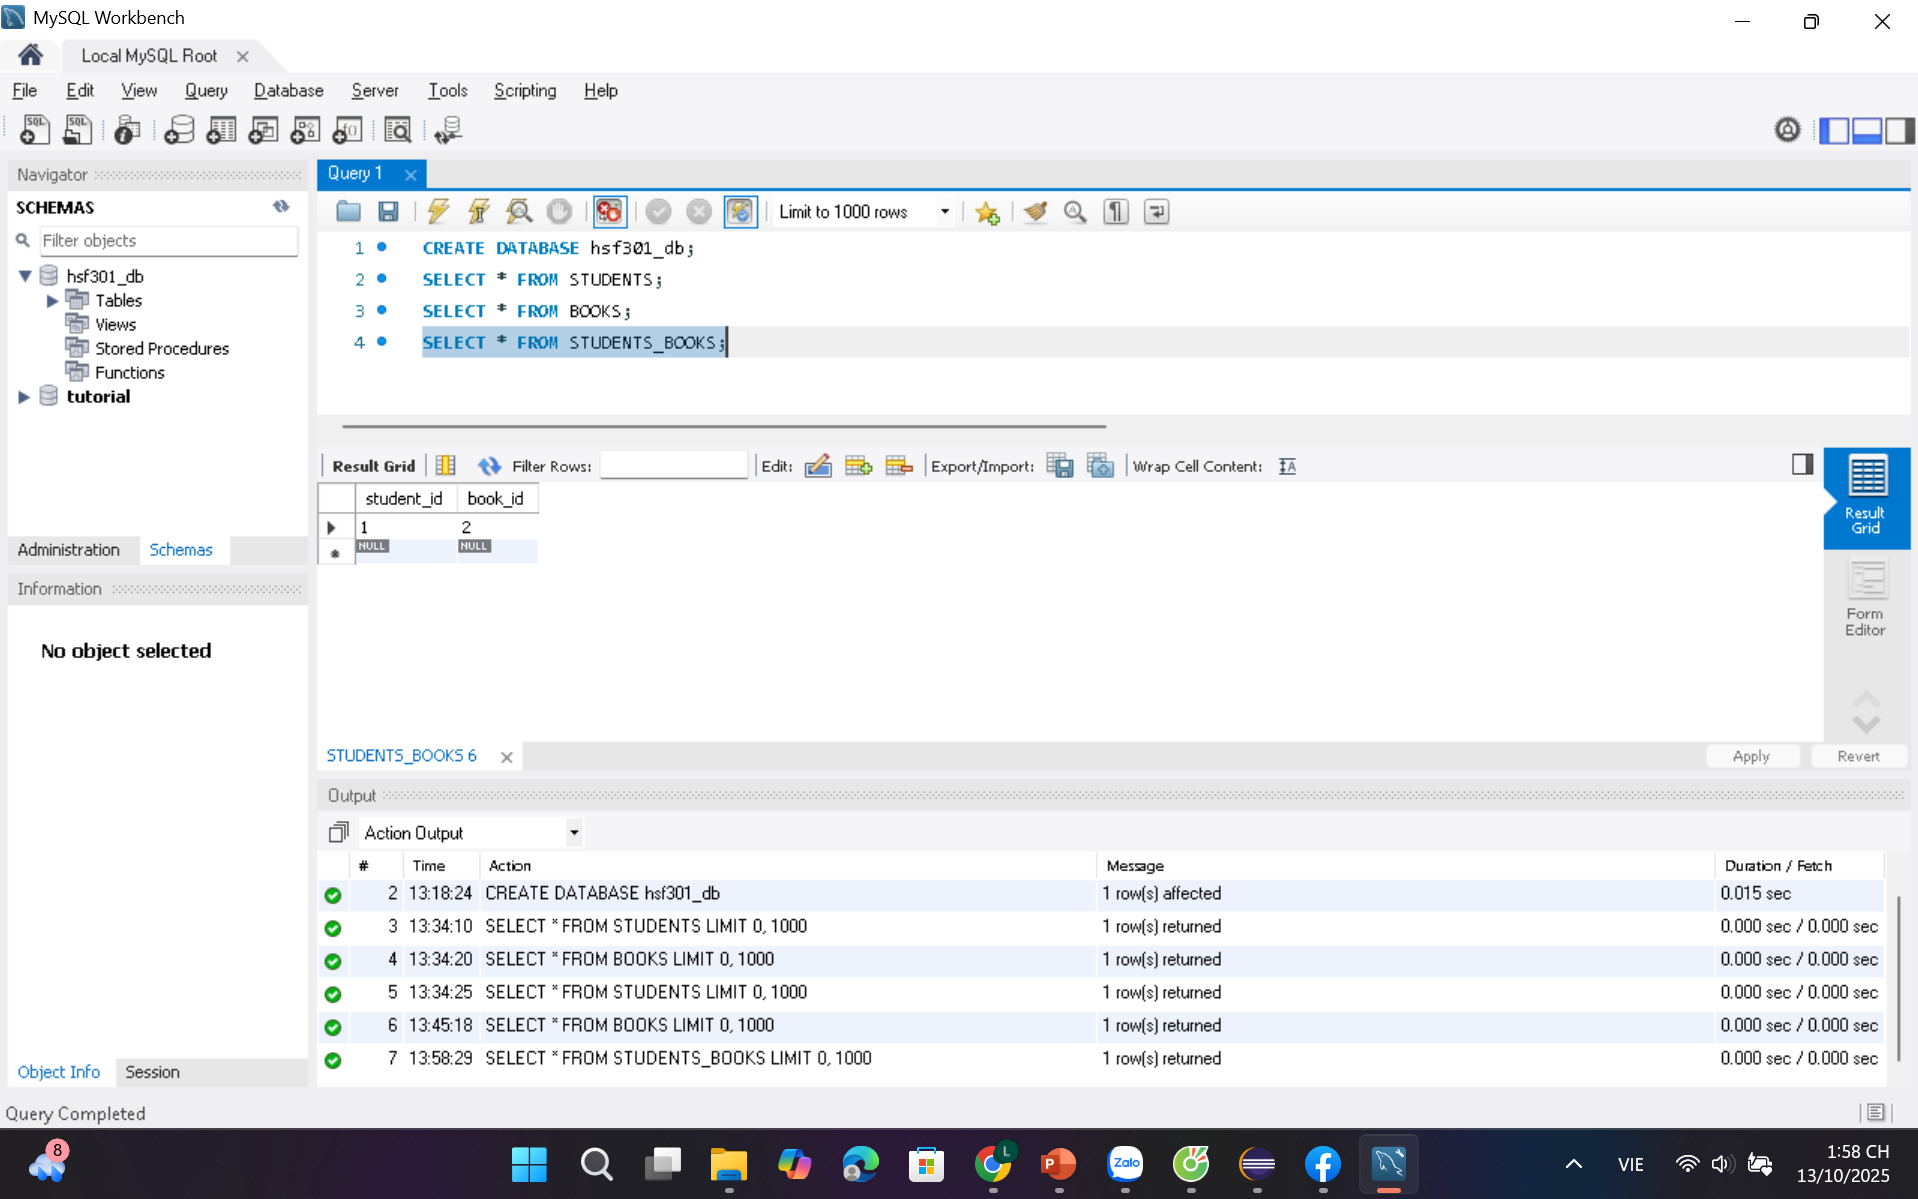 MySQL Workbench
Local MySQL Root
File Edit View Query Database Server Tools Scripting Help
Navigator
SCHEMAS
Filter objects
hsf301_db
Tables
Views
Stored Procedures
Functions
tutorial
Administration Schemas
Information
No object selected
Object Info Session
Query 1
Limit to 1000 rows
1 CREATE DATABASE hsf301_db;
2 SELECT * FROM STUDENTS;
3 SELECT * FROM BOOKS;
4 SELECT * FROM STUDENTS_BOOKS;
Result Grid Filter Rows: Edit: Export/Import: Wrap Cell Content:
student_id book_id
1 2
NULL NULL
Result
Grid
Form
Editor
STUDENTS_BOOKS 6
Apply Revert
Output
Action Output
# Time Action Message Duration / Fetch
2 13:18:24 CREATE DATABASE hsf301_db 1 row(s) affected 0.015 sec
3 13:34:10 SELECT * FROM STUDENTS LIMIT 0, 1000 1 row(s) returned 0.000 sec / 0.000 sec
4 13:34:20 SELECT * FROM BOOKS LIMIT 0, 1000 1 row(s) returned 0.000 sec / 0.000 sec
5 13:34:25 SELECT * FROM STUDENTS LIMIT 0, 1000 1 row(s) returned 0.000 sec / 0.000 sec
6 13:45:18 SELECT * FROM BOOKS LIMIT 0, 1000 1 row(s) returned 0.000 sec / 0.000 sec
7 13:58:29 SELECT * FROM STUDENTS_BOOKS LIMIT 0, 1000 1 row(s) returned 0.000 sec / 0.000 sec
Query Completed
8
L
P
Zalo
VIE
1:58 CH
13/10/2025